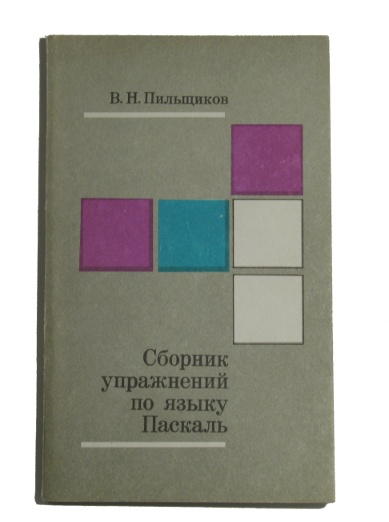 В. Н. Пильщиков
Сборник
упражнений
по языку
Паскаль